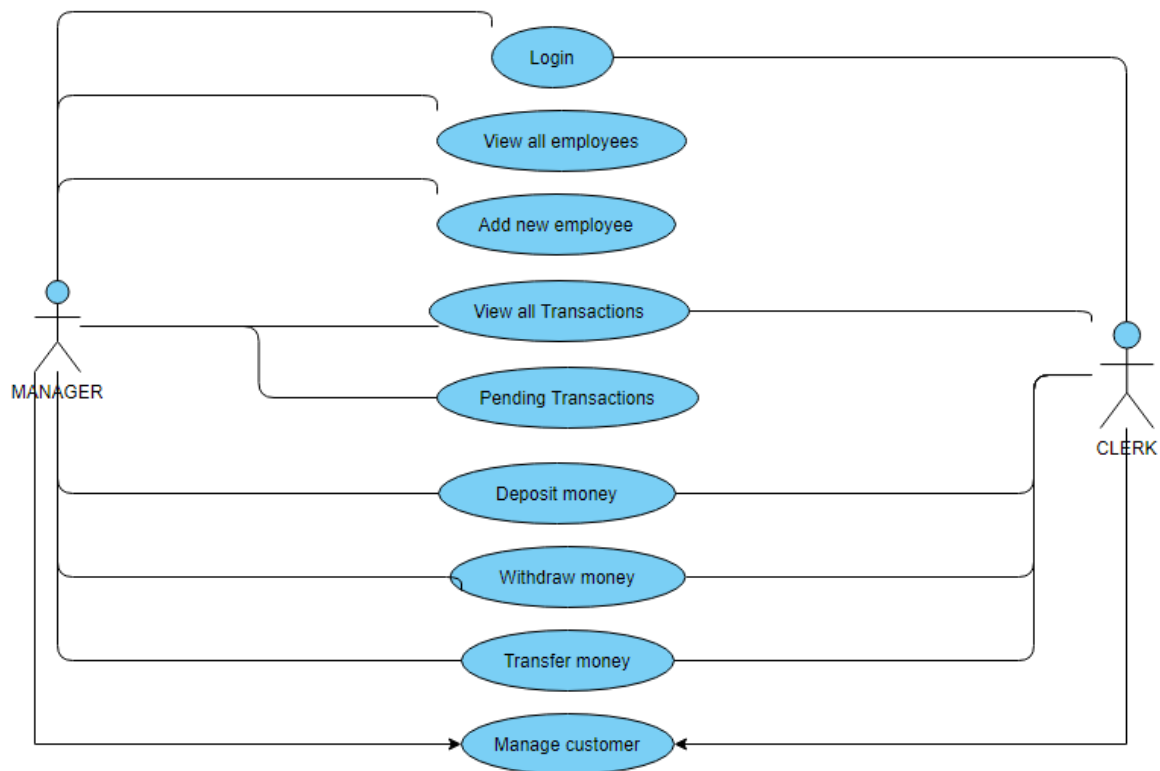 Login
View all employees
Add new employee
View all Transactions
Pending Transactions
MANAGER
CLERK
Deposit money
Withdraw money
Transfer money
Manage customer